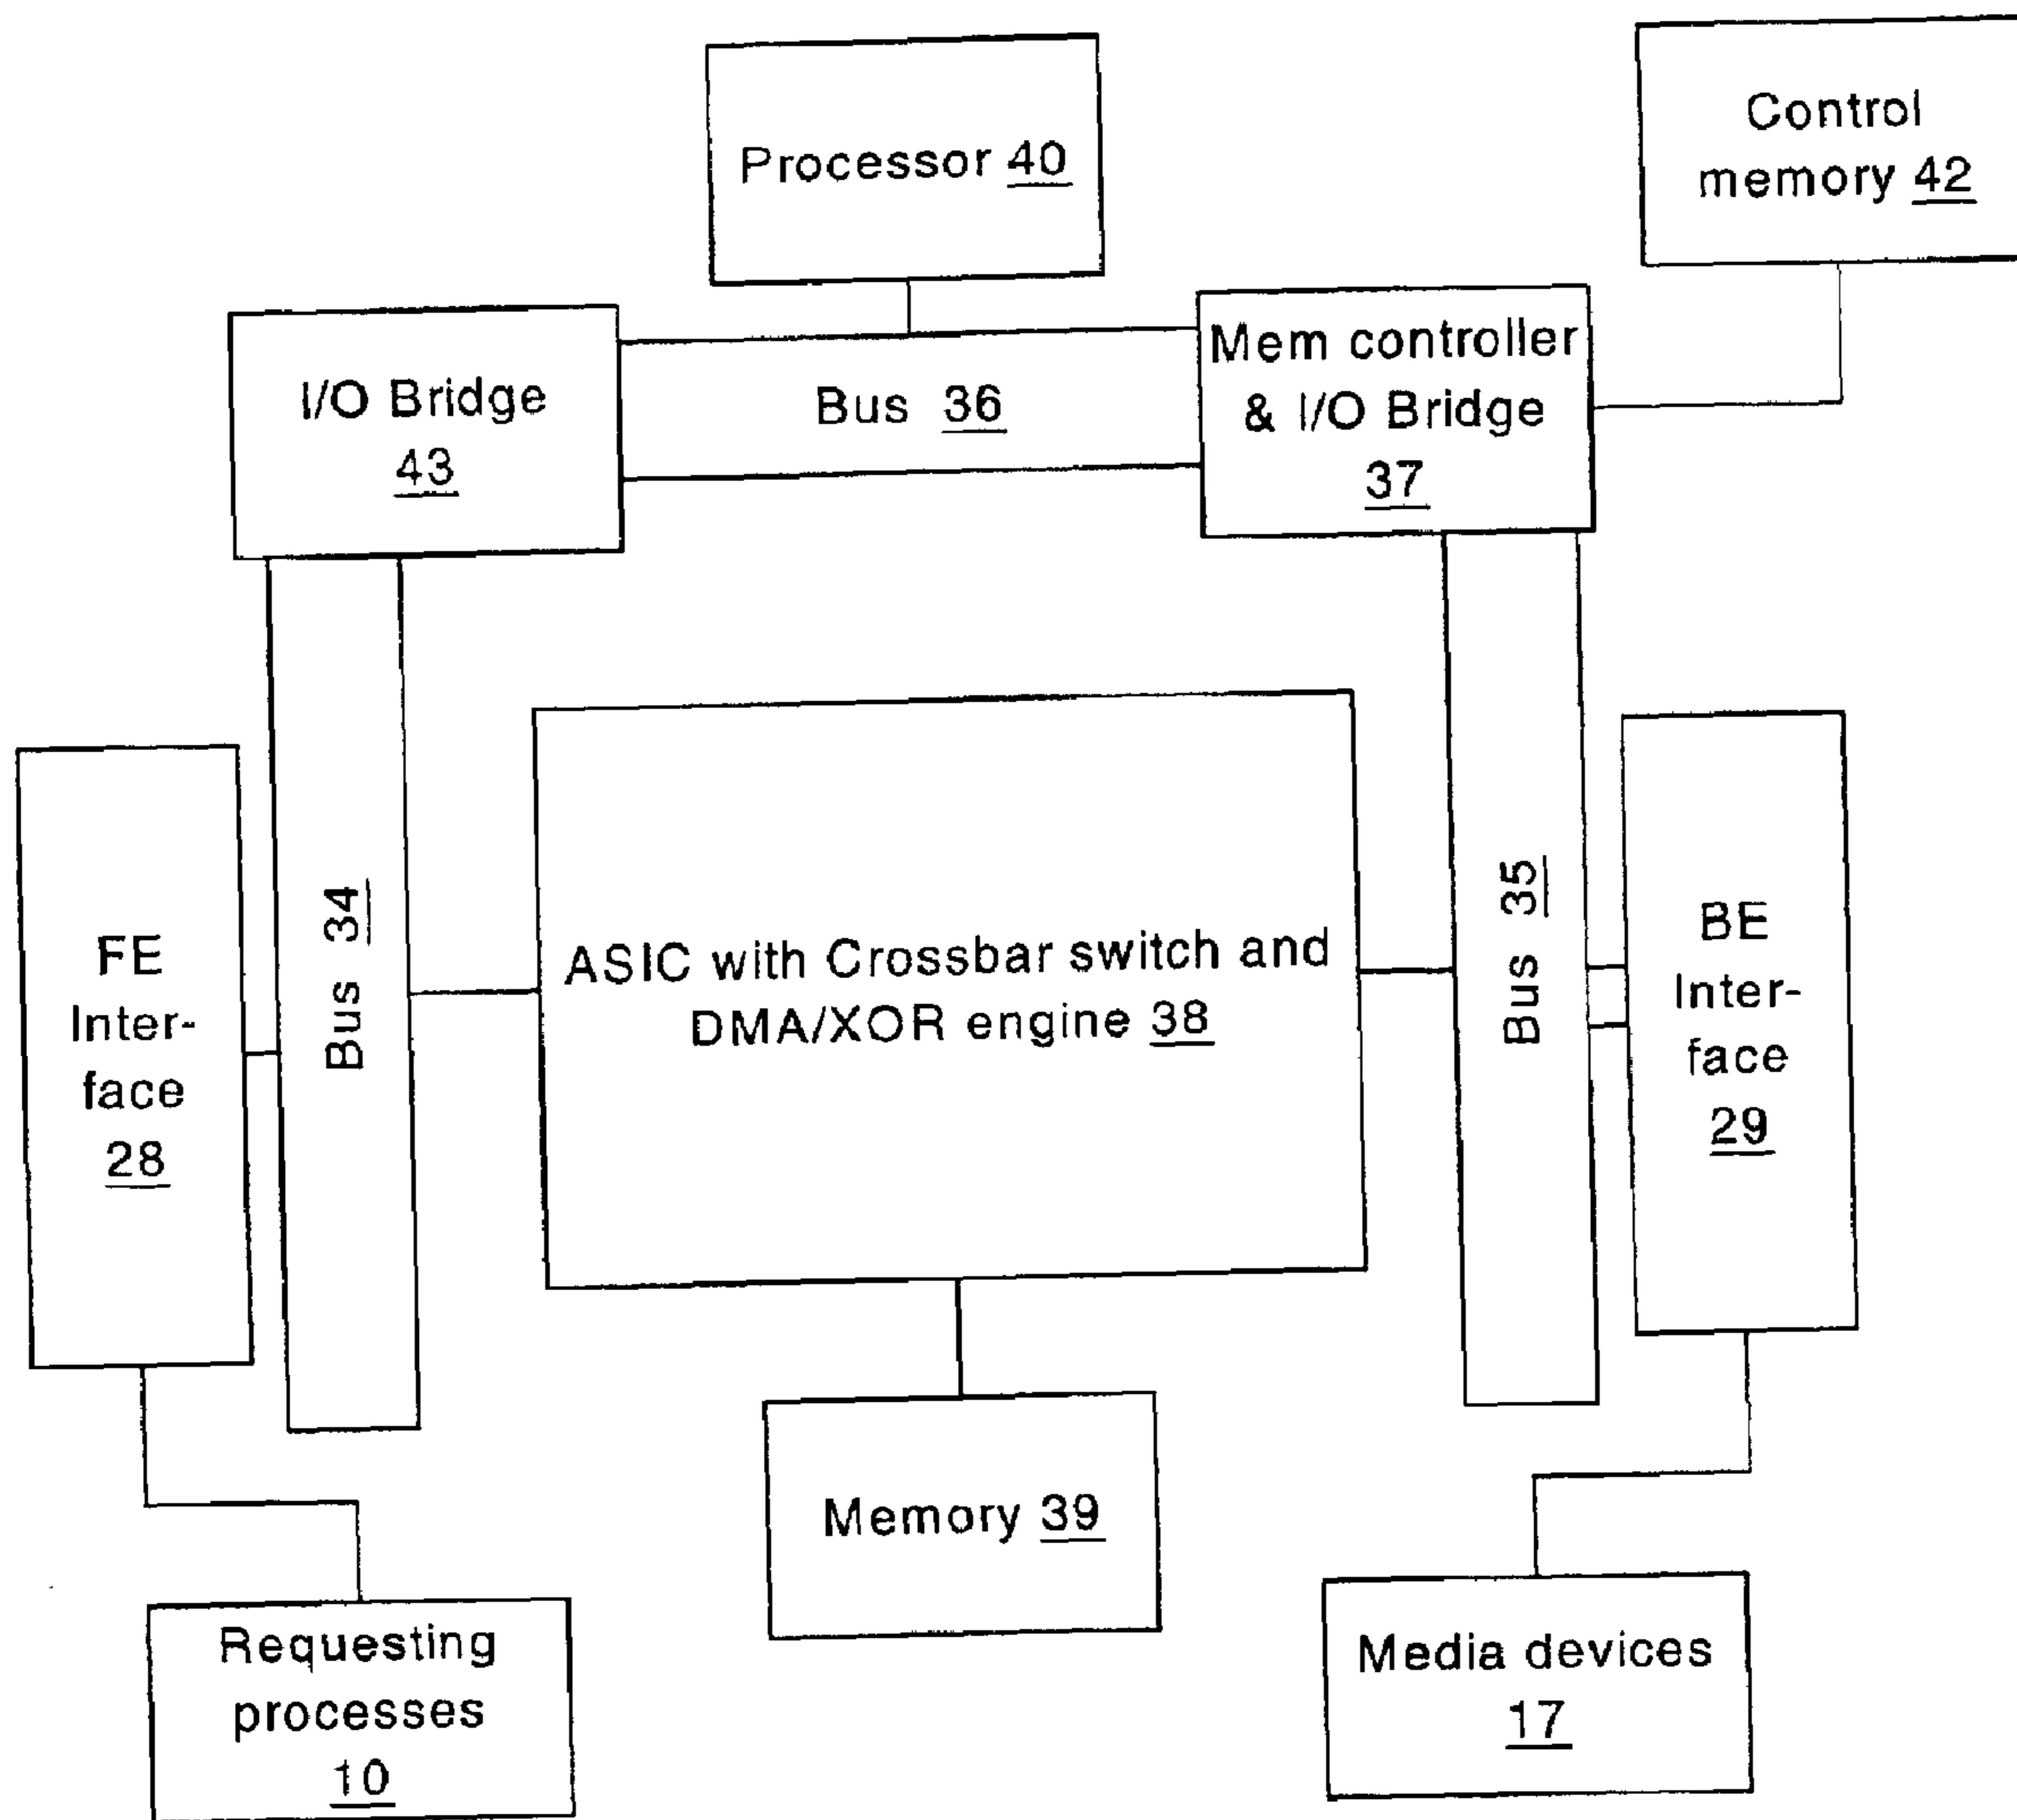 Processor 40
Control
memory 42
I/O Bridge
43
Bus 36
Mem controller
& I/O Bridge
37
FE
Inter-
face
28
Bus 34
ASIC with Crossbar switch and
DMA/XOR engine 38
Bus 35
BE
Inter-
face
29
Memory 39
Requesting
processes
10
Media devices
17